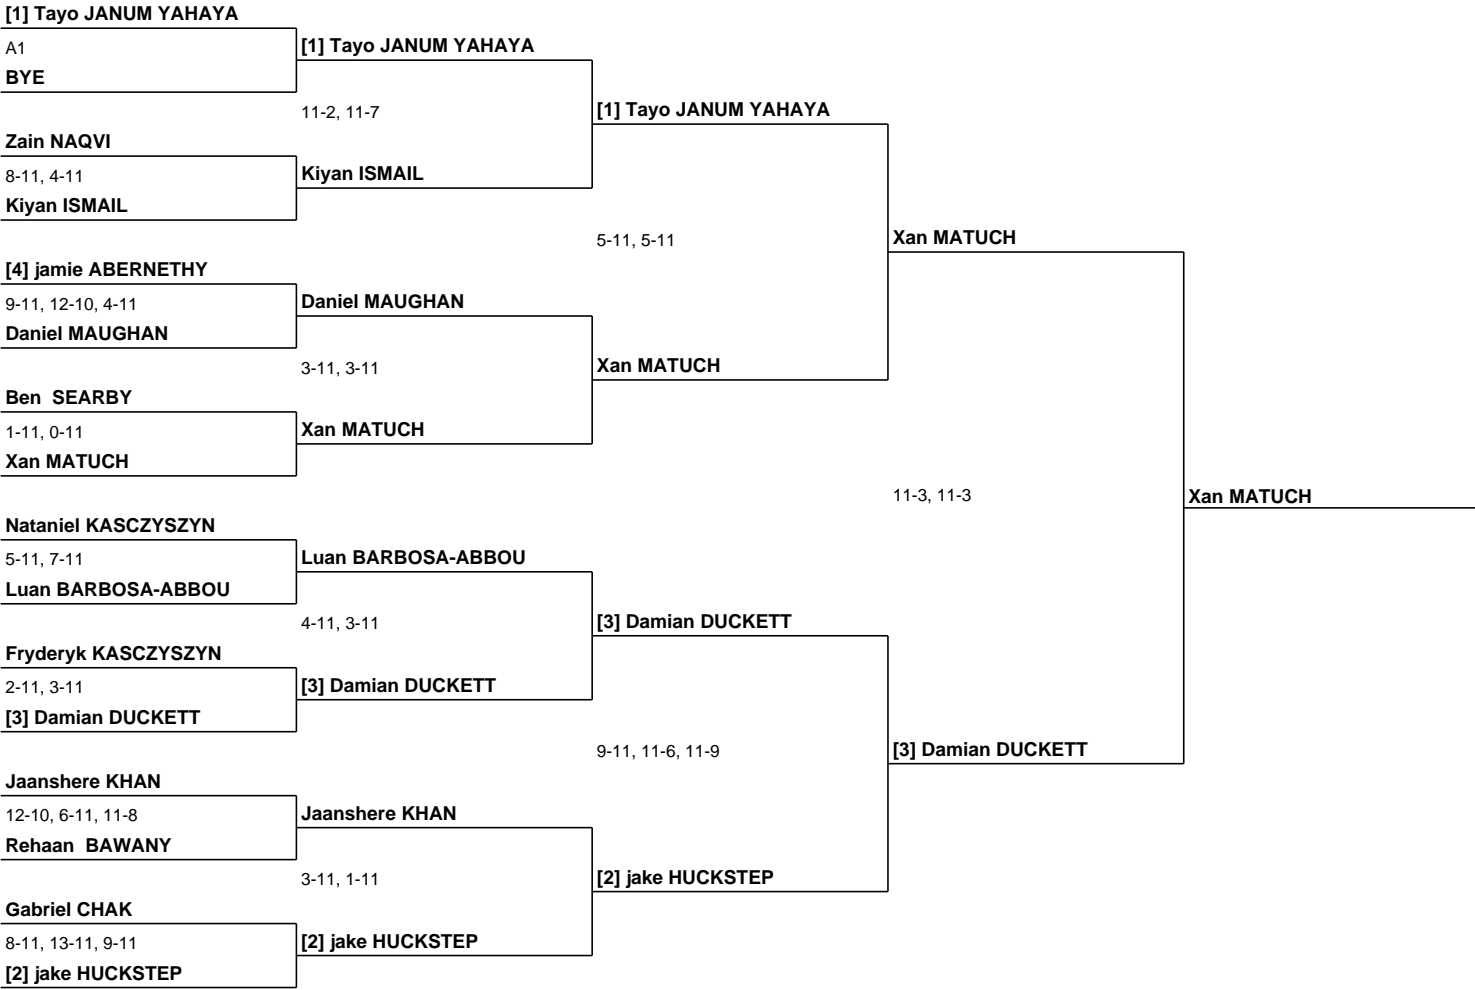 [1] Tayo JANUM YAHAYA
A1
BYE
Zain NAQVI
8-11, 4-11
Kiyan ISMAIL
[4] jamie ABERNETHY
9-11, 12-10, 4-11
Daniel MAUGHAN
Ben  SEARBY
1-11, 0-11
Xan MATUCH
Nataniel KASCZYSZYN
5-11, 7-11
Luan BARBOSA-ABBOU
Fryderyk KASCZYSZYN
2-11, 3-11
[3] Damian DUCKETT
Jaanshere KHAN
12-10, 6-11, 11-8
Rehaan  BAWANY
Gabriel CHAK
8-11, 13-11, 9-11
[2] jake HUCKSTEP
[1] Tayo JANUM YAHAYA
11-2, 11-7
Kiyan ISMAIL
Daniel MAUGHAN
3-11, 3-11
Xan MATUCH
Luan BARBOSA-ABBOU
4-11, 3-11
[3] Damian DUCKETT
Jaanshere KHAN
3-11, 1-11
[2] jake HUCKSTEP
[1] Tayo JANUM YAHAYA
5-11, 5-11
Xan MATUCH
[3] Damian DUCKETT
9-11, 11-6, 11-9
[2] jake HUCKSTEP
Xan MATUCH
11-3, 11-3
[3] Damian DUCKETT
Xan MATUCH